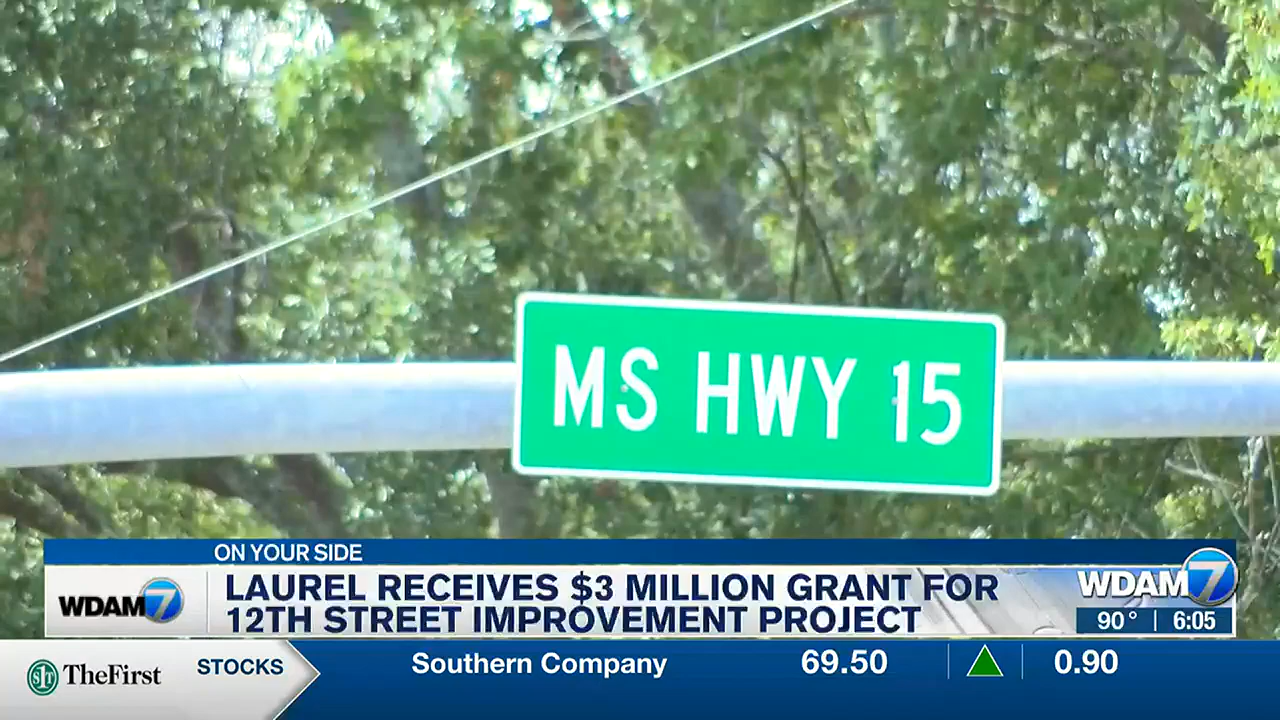 MS HWY 15
ON YOUR SIDE
WDAM 7
LAUREL RECEIVES $3 MILLION GRANT FOR
12TH STREET IMPROVEMENT PROJECT
WDAM 7
90° | 6:05
1ST TheFirst
STOCKS
Southern Company 69.50 0.90